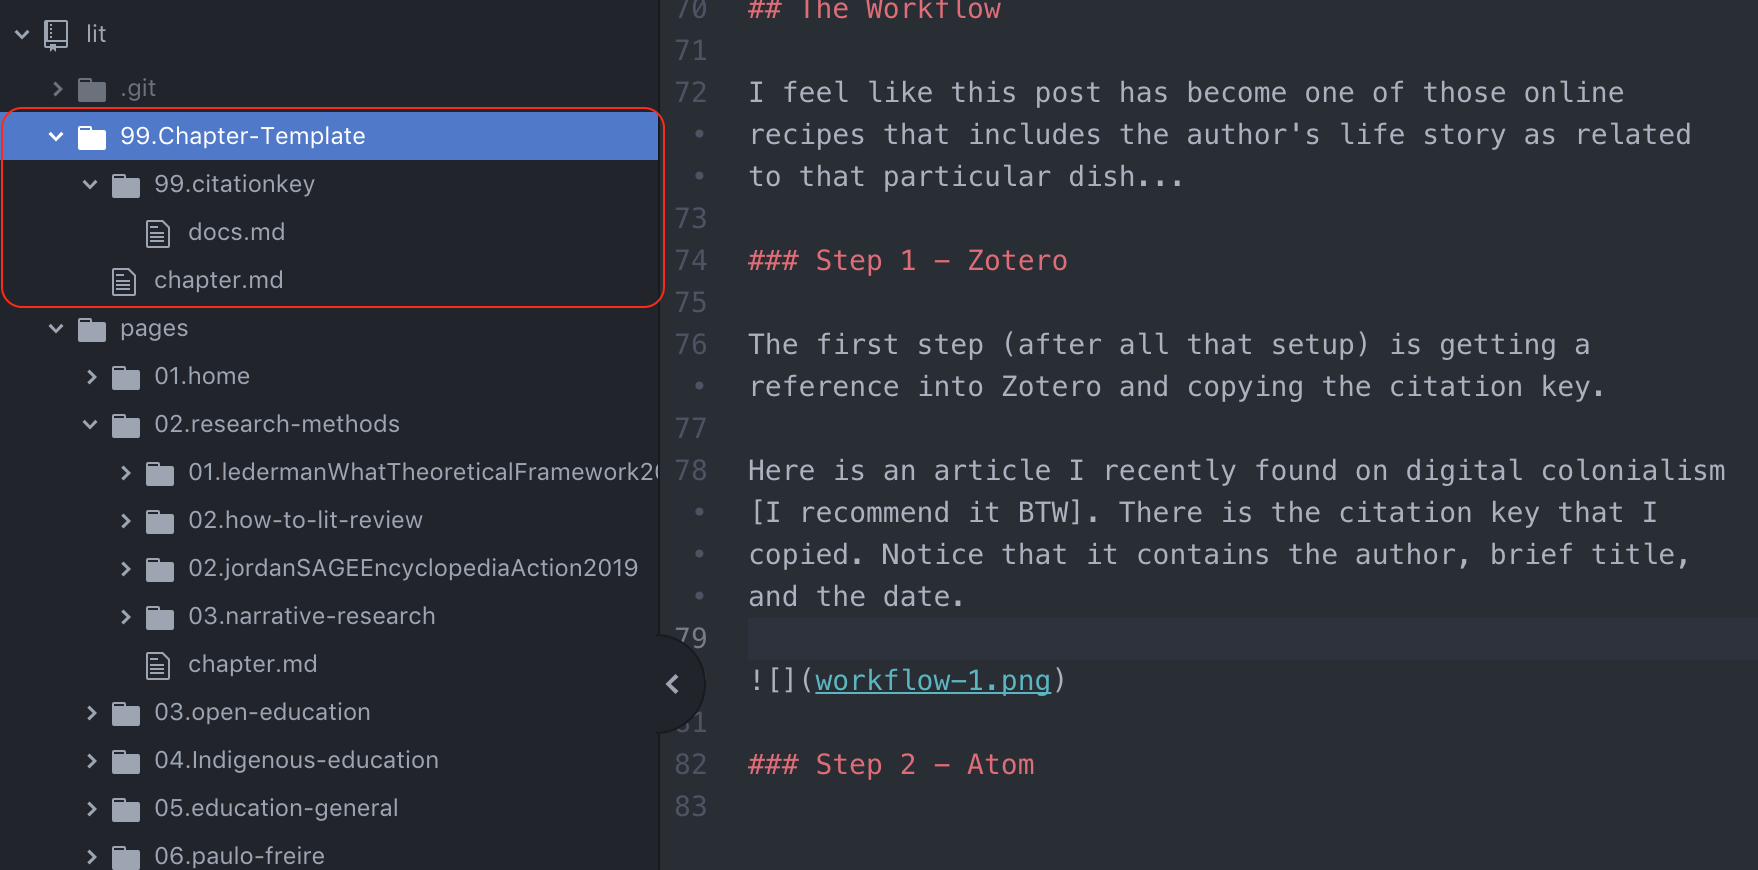 lit
.git
99.Chapter-Template
99.citationkey
docs.md
chapter.md
pages
01.home
02.research-methods
01.ledermanWhatTheoreticalFramework20
02.how-to-lit-review
02.jordanSAGEEncyclopediaAction2019
03.narrative-research
chapter.md
03.open-education
04.Indigenous-education
05.education-general
06.paulo-freire
70 ## The Workflow
71
72 I feel like this post has become one of those online
• recipes that includes the author's life story as related
• to that particular dish...
73
74 ### Step 1 - Zotero
75
76 The first step (after all that setup) is getting a
• reference into Zotero and copying the citation key.
77
78 Here is an article I recently found on digital colonialism
• [I recommend it BTW]. There is the citation key that I
• copied. Notice that it contains the author, brief title,
• and the date.
79
![](workflow-1.png)
81
82 ### Step 2 - Atom
83